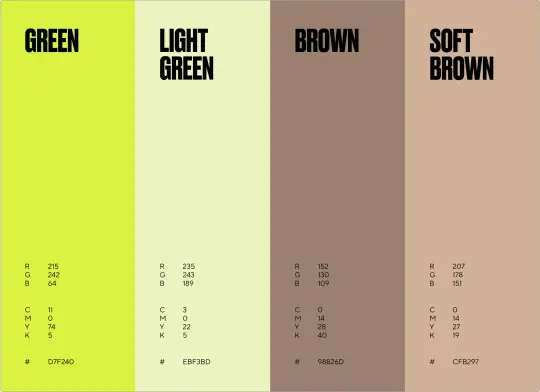 GREEN
R 215
G 242
B 64
C 11
M 0
Y 74
K 5
# D7F240
LIGHT
GREEN
R 235
G 243
B 189
C 3
M 0
Y 22
K 5
# EBF3BD
BROWN
R 152
G 130
B 109
C 0
M 14
Y 28
K 40
# 98826D
SOFT
BROWN
R 207
G 178
B 151
C 0
M 14
Y 27
K 19
# CFB297